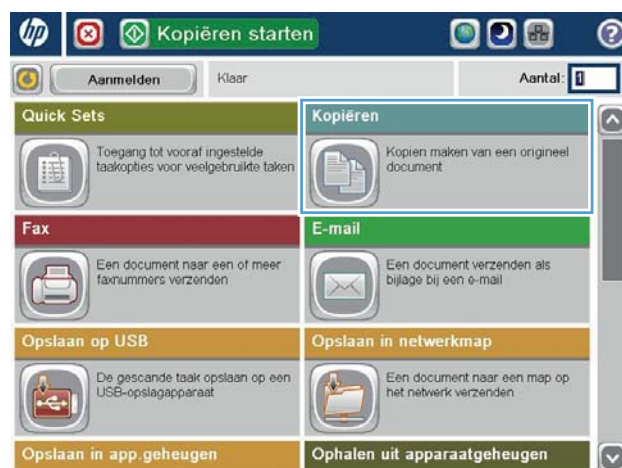 hp
Kopiëren starten
?
Aanmelden
Klaar
Aantal: 1
Quick Sets
Toegang tot vooraf ingestelde
taakopties voor veelgebruikte taken
Kopiëren
Kopien maken van een origineel
document
Fax
Een document naar een of meer
faxnummers verzenden
E-mail
Een document verzenden als
bijlage bij een e-mail
Opslaan op USB
De gescande taak opslaan op een
USB-opslagapparaat
Opslaan in netwerkmap
Een document naar een map op
het netwerk verzenden
Opslaan in app.geheugen
Ophalen uit apparaatgeheugen